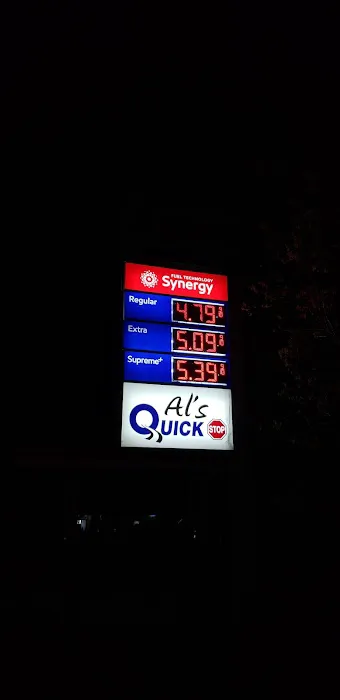 FUEL TECHNOLOGY
Synergy
Regular 4.79
Extra 5.09
Supreme+ 5.39
Al's
QUICK STOP